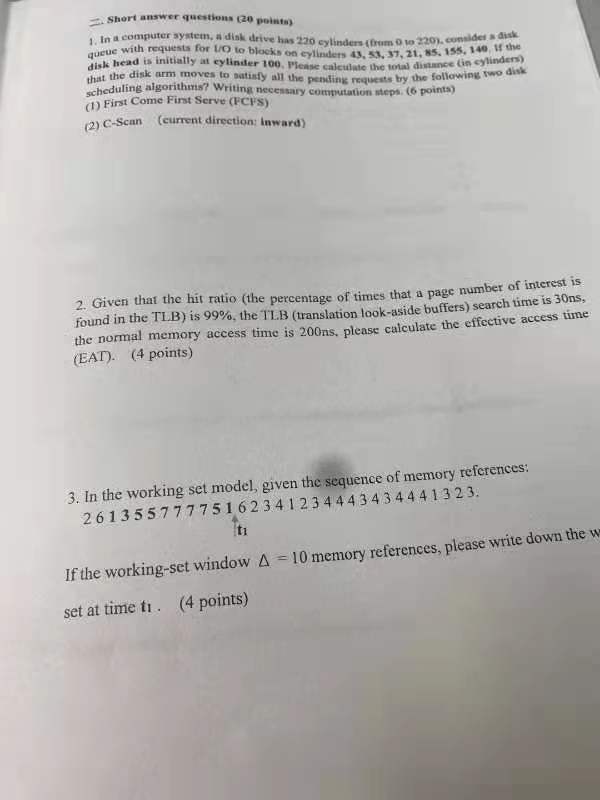 二. Short answer questions (20 points)
1. In a computer system, a disk drive has 220 cylinders (from 0 to 220), consider a disk
queue with requests for I/O to blocks on cylinders 43, 53, 37, 21, 85, 155, 140. If the
disk head is initially at cylinder 100. Please calculate the total distance (in cylinders)
that the disk arm moves to satisfy all the pending requests by the following two disk
scheduling algorithms? Writing necessary computation steps. (6 points)
(1) First Come First Serve (FCFS)
(2) C-Scan (current direction: inward)
2. Given that the hit ratio (the percentage of times that a page number of interest is
found in the TLB) is 99%, the TLB (translation look-aside buffers) search time is 30ns,
the normal memory access time is 200ns, please calculate the effective access time
(EAT). (4 points)
3. In the working set model, given the sequence of memory references:
2 6 1 3 5 5 7 7 7 7 5 1 6 2 3 4 1 2 3 4 4 4 3 4 3 4 4 4 1 3 2 3.
t1
If the working-set window Δ = 10 memory references, please write down the w
set at time t1 . (4 points)